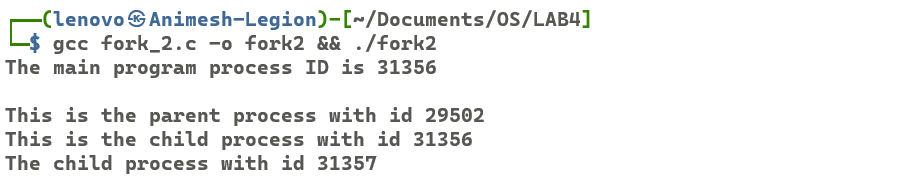 ┌──(lenovo㉿Animesh-Legion)-[~/Documents/OS/LAB4]
└─$ gcc fork_2.c -o fork2 && ./fork2
The main program process ID is 31356

This is the parent process with id 29502
This is the child process with id 31356
The child process with id 31357